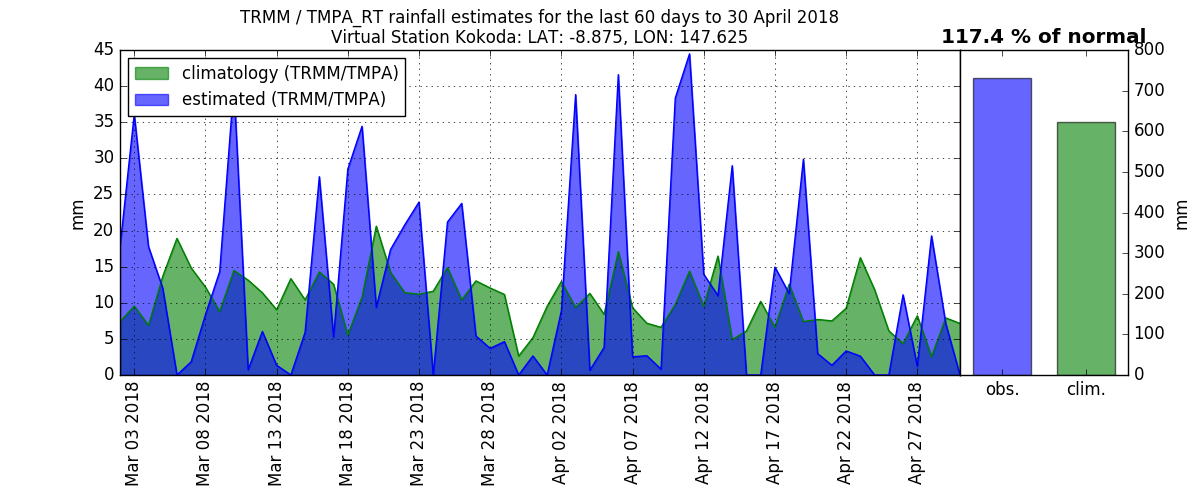 TRMM / TMPA_RT rainfall estimates for the last 60 days to 30 April 2018
Virtual Station Kokoda: LAT: -8.875, LON: 147.625
117.4 % of normal
climatology (TRMM/TMPA)
estimated (TRMM/TMPA)
45
40
35
30
25
20
15
10
5
0
mm
800
700
600
500
400
300
200
100
0
mm
Mar 03 2018
Mar 08 2018
Mar 13 2018
Mar 18 2018
Mar 23 2018
Mar 28 2018
Apr 02 2018
Apr 07 2018
Apr 12 2018
Apr 17 2018
Apr 22 2018
Apr 27 2018
obs.
clim.